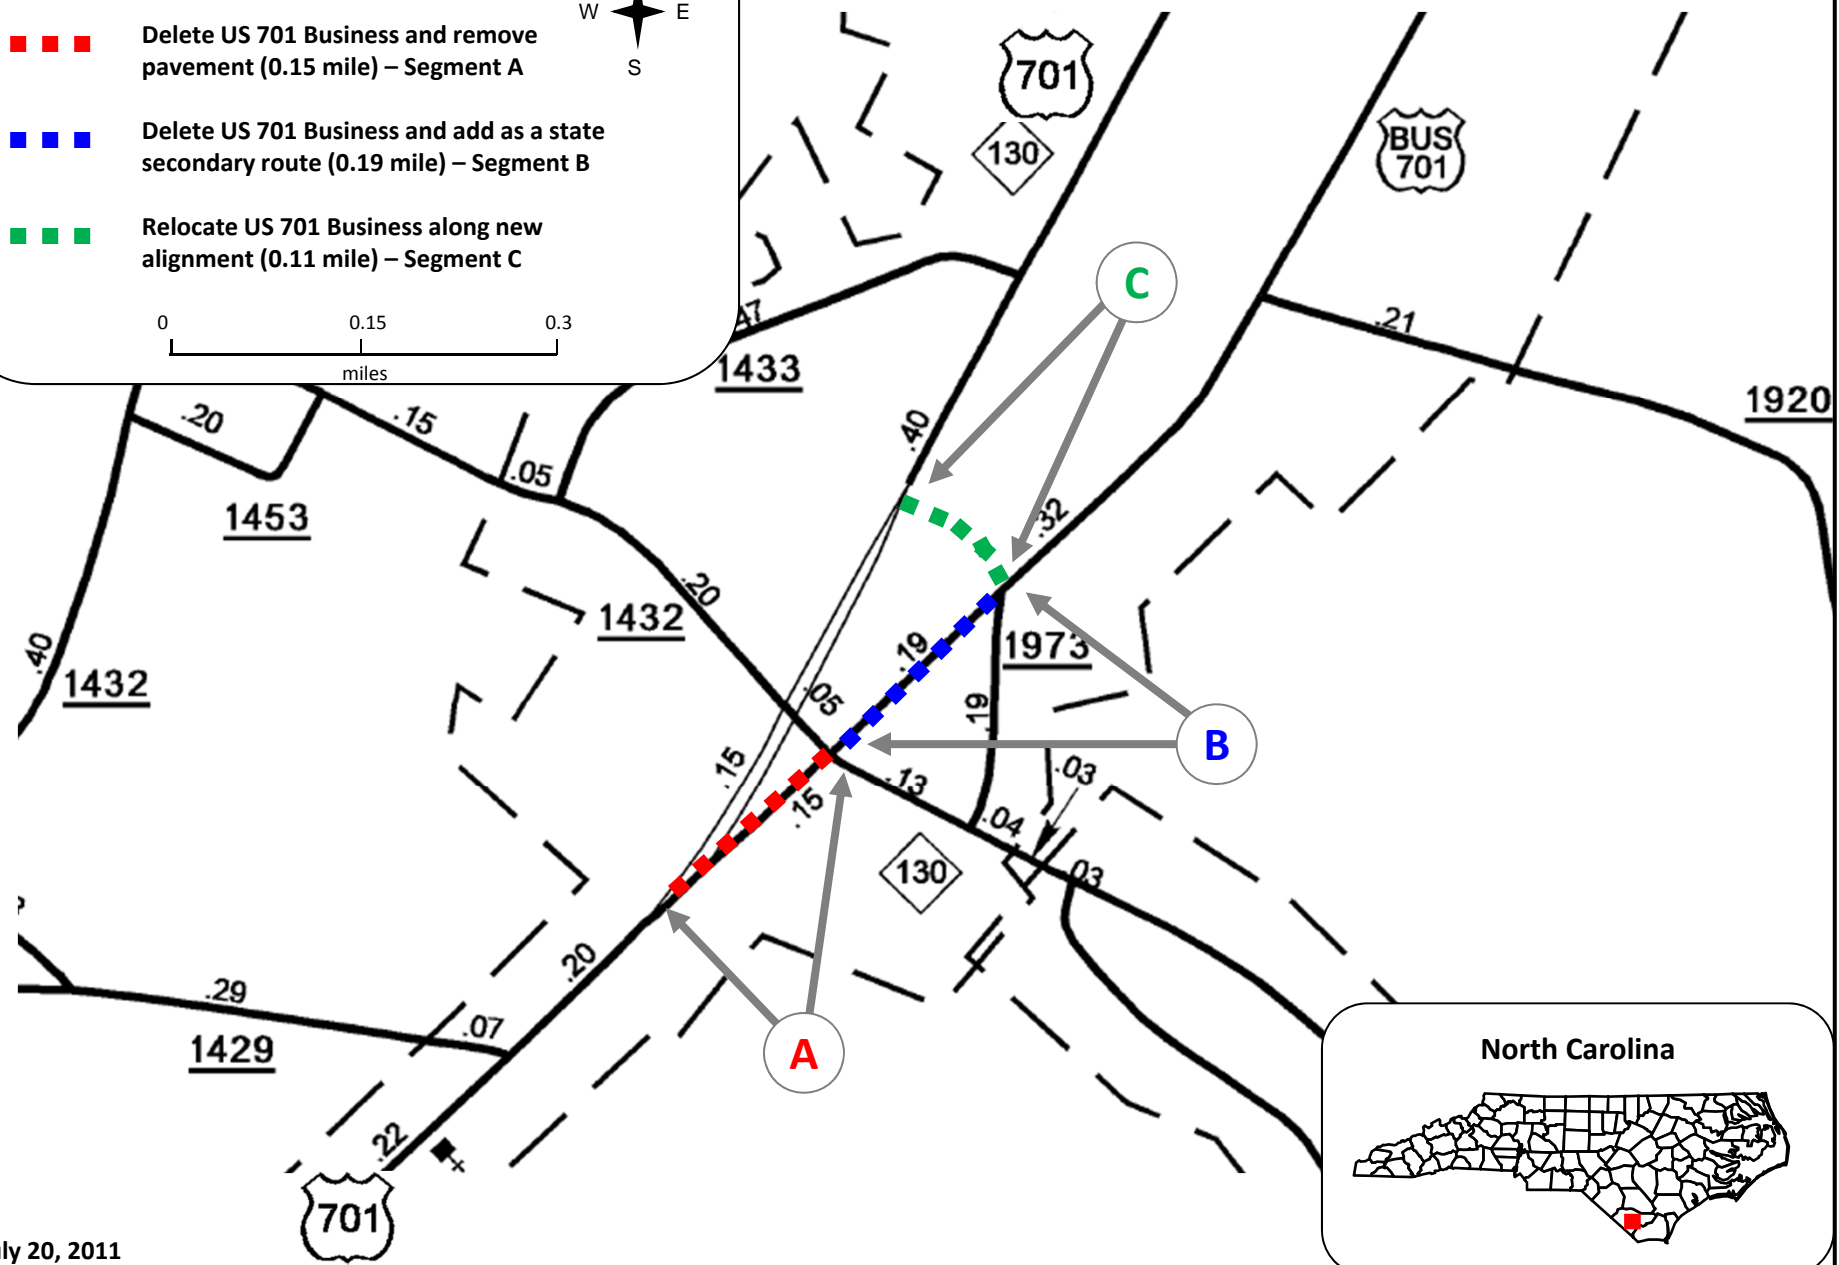 W E
S
Delete US 701 Business and remove
pavement (0.15 mile) – Segment A
Delete US 701 Business and add as a state
secondary route (0.19 mile) – Segment B
Relocate US 701 Business along new
alignment (0.11 mile) – Segment C
0 0.15 0.3
miles
701
130
BUS
701
C
47
1433
.21
1920
.20
.15
.40
.05
1453
.32
.20
1432
.19
1973
.40
1432
.05
.19
B
.15
.15
.13
.03
.04
130
.03
.20
.29
.07
1429
A
.22
701
North Carolina
ly 20, 2011